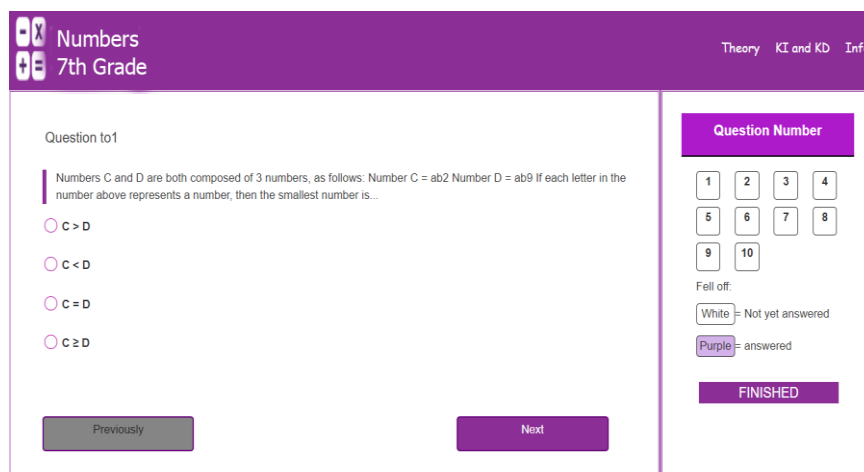 Numbers
7th Grade
Theory KI and KD Inf
Question to1
Numbers C and D are both composed of 3 numbers, as follows: Number C = ab2 Number D = ab9 If each letter in the
number above represents a number, then the smallest number is...
C > D
C < D
C = D
C ≥ D
Previously
Next
Question Number
1 2 3 4
5 6 7 8
9 10
Fell off:
White = Not yet answered
Purple = answered
FINISHED